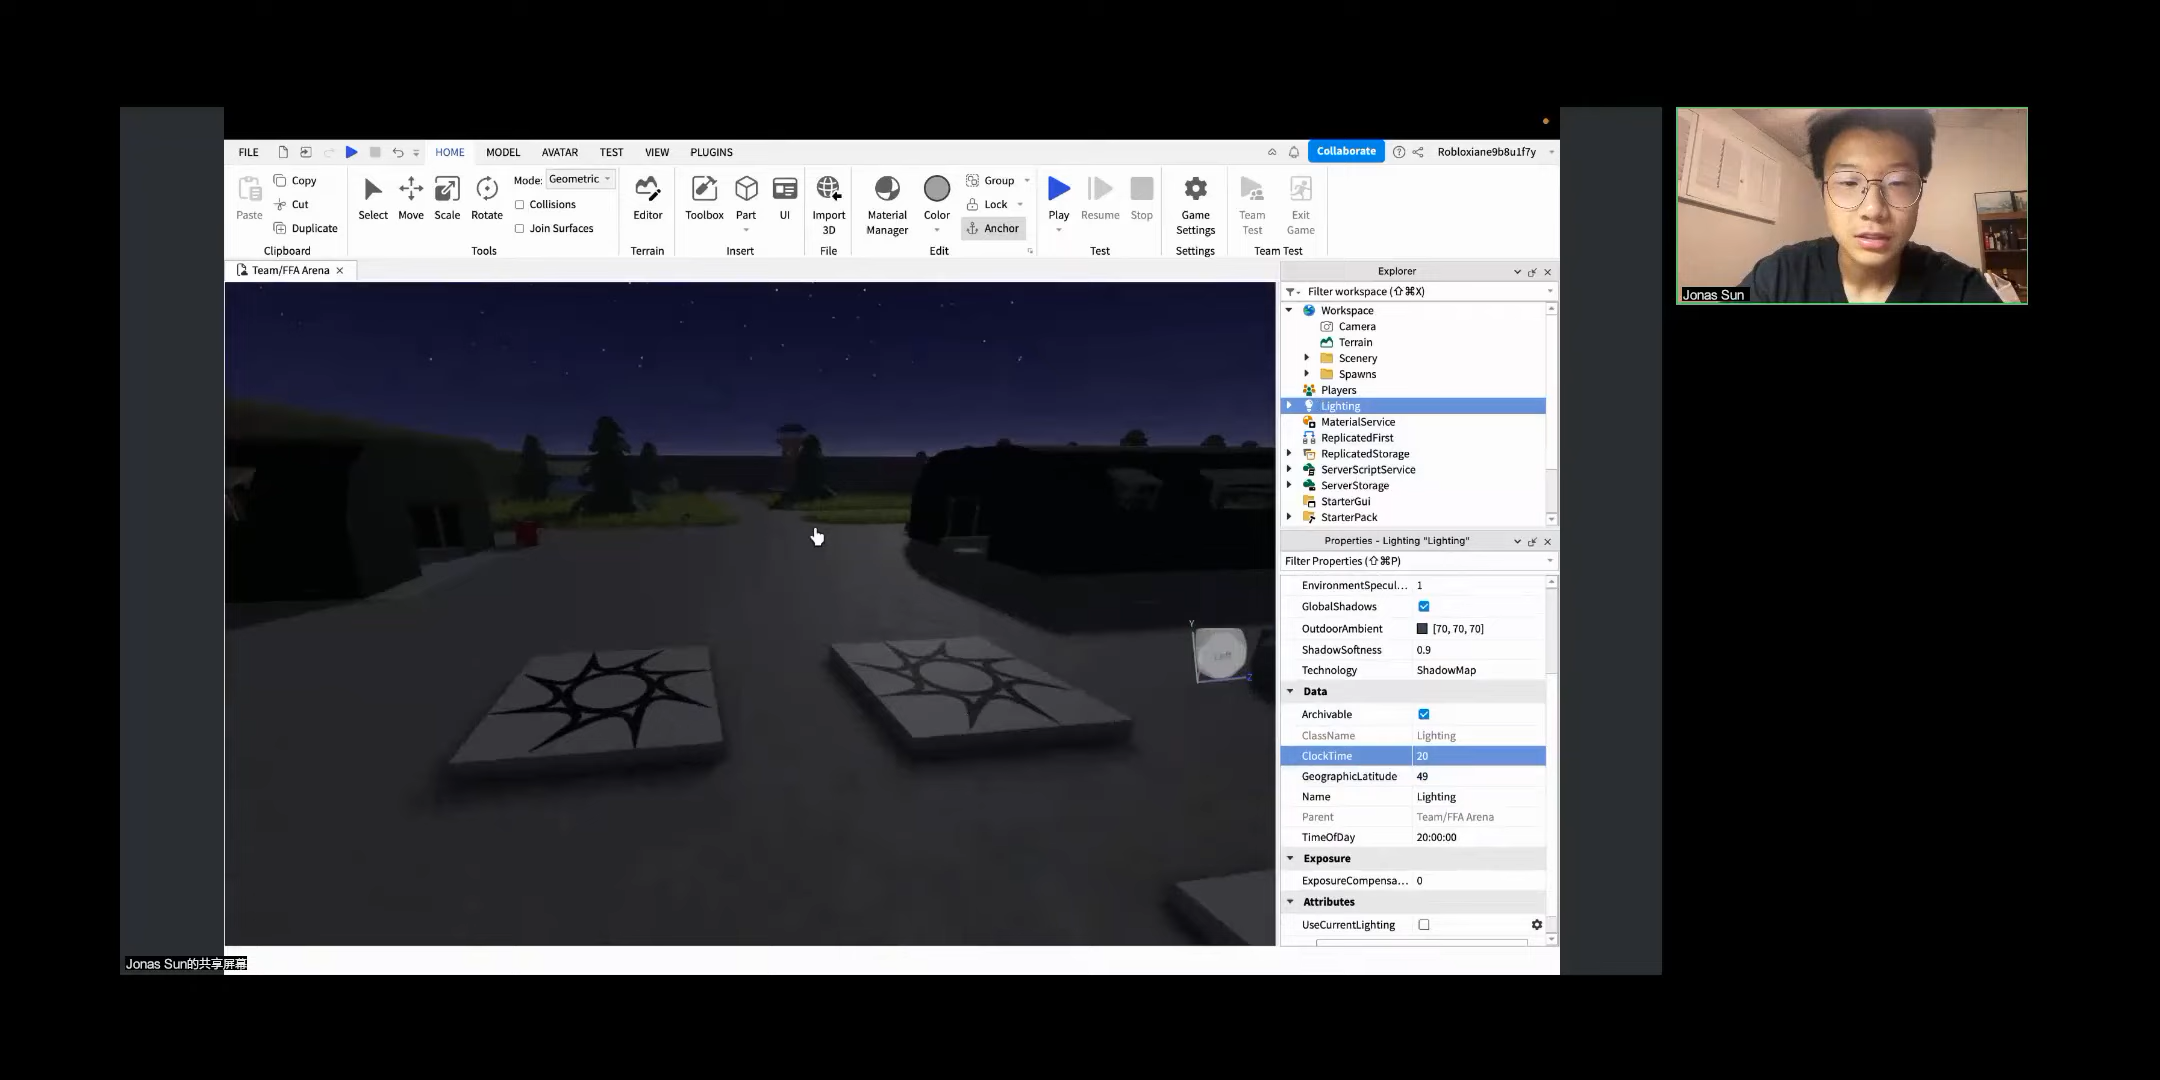 FILE HOME MODEL AVATAR TEST VIEW PLUGINS Collaborate Robloxiane9b8u1f7y
Paste Copy Cut Duplicate
Clipboard
Select Move Scale Rotate
Mode: Geometric
Collisions
Join Surfaces
Tools
Editor
Terrain
Toolbox Part UI
Insert
Import 3D
File
Material Manager
Color
Group
Lock
Anchor
Edit
Play Resume Stop
Test
Game Settings
Settings
Team Test
Exit Game
Team Test
Team/FFA Arena
Explorer
Filter workspace (⇧⌘X)
Workspace
Camera
Terrain
Scenery
Spawns
Players
Lighting
MaterialService
ReplicatedFirst
ReplicatedStorage
ServerScriptService
ServerStorage
StarterGui
StarterPack
Properties - Lighting "Lighting"
Filter Properties (⇧⌘P)
EnvironmentSpecul... 1
GlobalShadows
OutdoorAmbient [70, 70, 70]
ShadowSoftness 0.9
Technology ShadowMap
Data
Archivable
ClassName Lighting
ClockTime 20
GeographicLatitude 49
Name Lighting
Parent Team/FFA Arena
TimeOfDay 20:00:00
Exposure
ExposureCompensa... 0
Attributes
UseCurrentLighting
Y
Left
Z
Jonas Sun的共享屏幕
Jonas Sun